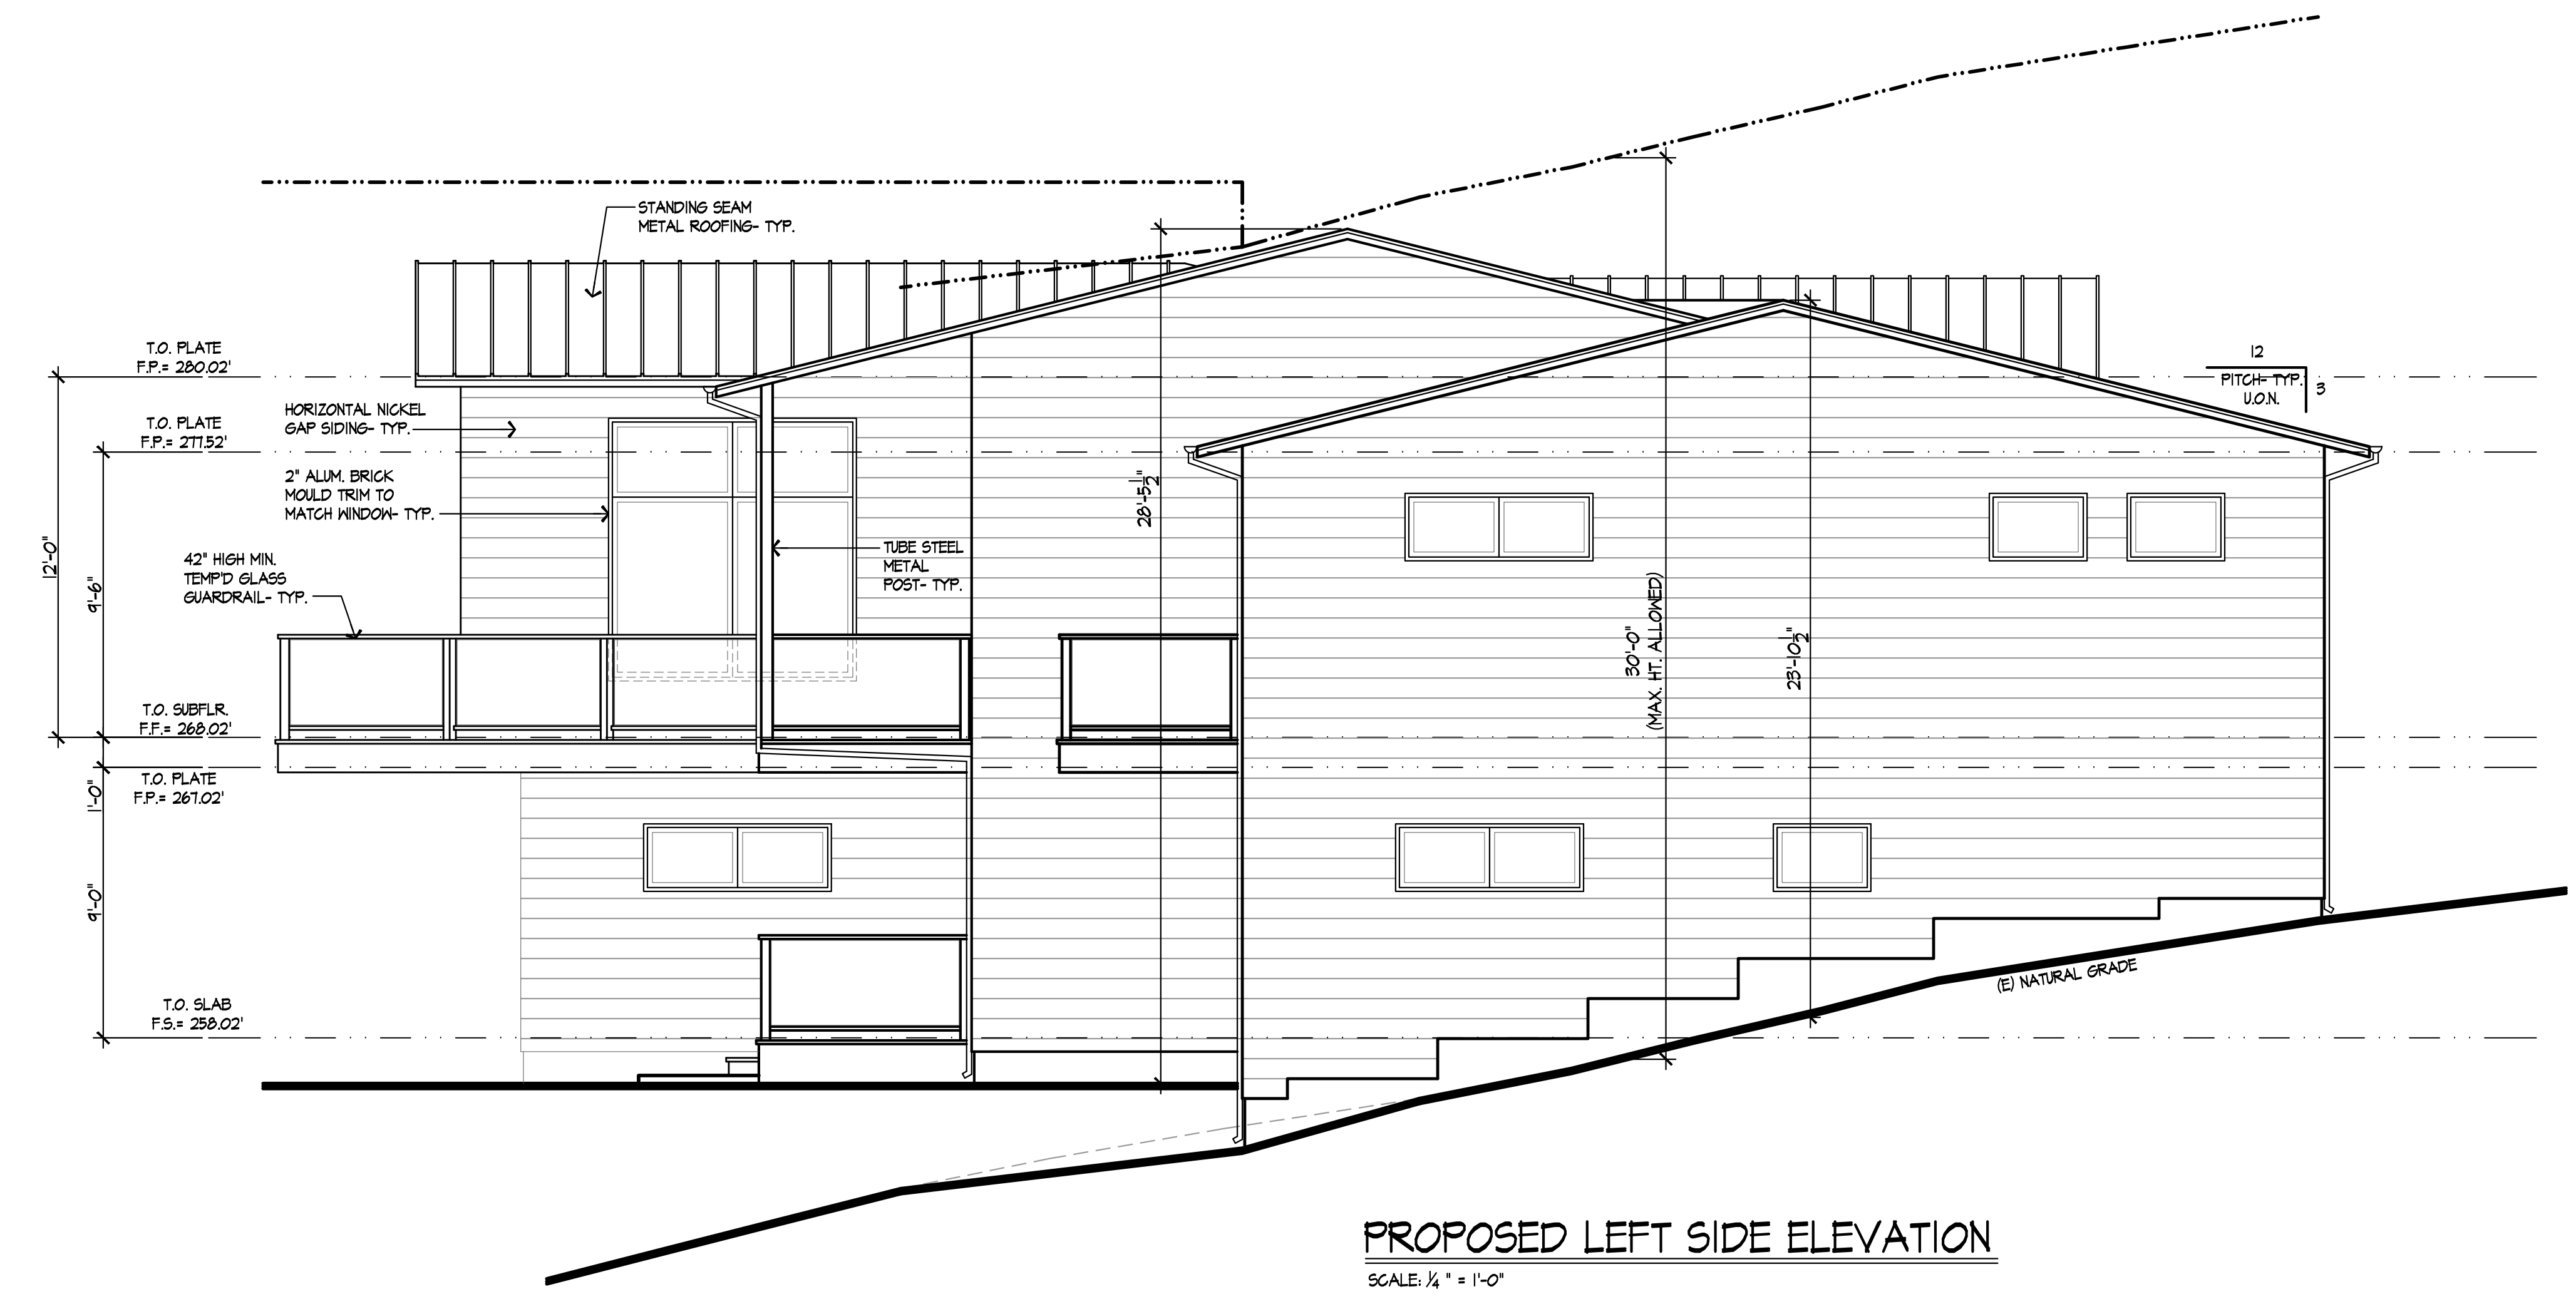 STANDING SEAM
METAL ROOFING- TYP.
T.O. PLATE
F.P.= 280.02'
12
PITCH- TYP.
U.O.N.
3
HORIZONTAL NICKEL
GAP SIDING- TYP.
T.O. PLATE
F.P.= 277.52'
2" ALUM. BRICK
MOULD TRIM TO
MATCH WINDOW- TYP.
28'-5 1/2"
TUBE STEEL
METAL
POST- TYP.
42" HIGH MIN.
TEMP'D GLASS
GUARDRAIL- TYP.
12'-0"
9'-6"
30'-0"
(MAX. HT. ALLOWED)
23'-10 1/2"
T.O. SUBFLR.
F.F.= 268.02'
T.O. PLATE
F.P.= 267.02'
1'-0"
9'-0"
T.O. SLAB
F.S.= 258.02'
(E) NATURAL GRADE
PROPOSED LEFT SIDE ELEVATION
SCALE: 1/4 " = 1'-0"